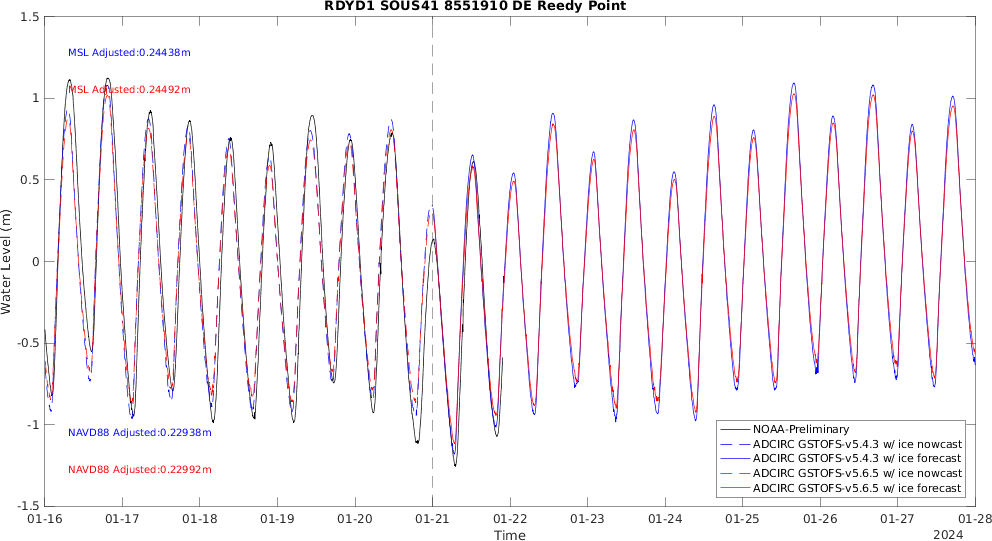 RDYD1 SOUS41 8551910 DE Reedy Point
1.5
MSL Adjusted:0.24438m
MSL Adjusted:0.24492m
1
0.5
0
-0.5
-1
-1.5
Water Level (m)
NAVD88 Adjusted:0.22938m
NAVD88 Adjusted:0.22992m
NOAA-Preliminary
ADCIRC GSTOFS-v5.4.3 w/ ice nowcast
ADCIRC GSTOFS-v5.4.3 w/ ice forecast
ADCIRC GSTOFS-v5.6.5 w/ ice nowcast
ADCIRC GSTOFS-v5.6.5 w/ ice forecast
01-16 01-17 01-18 01-19 01-20 01-21 01-22 01-23 01-24 01-25 01-26 01-27 01-28
Time
2024